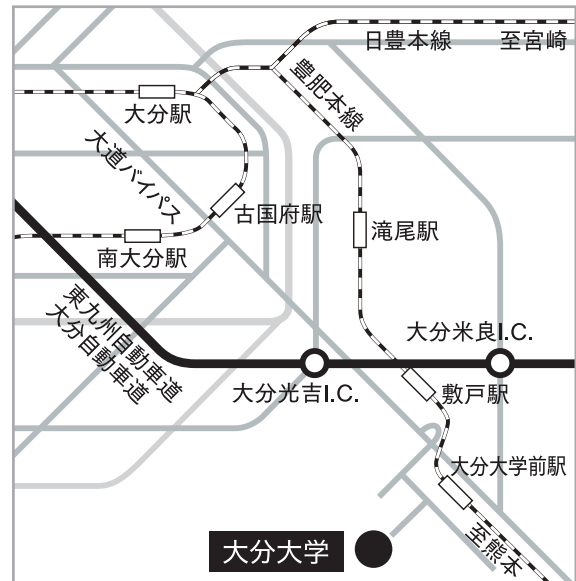 日豊本線
至宮崎
豊肥本線
大分駅
大道バイパス
古国府駅
滝尾駅
南大分駅
東九州自動車道
大分自動車道
大分米良I.C.
大分光吉I.C.
敷戸駅
大分大学前駅
大分大学
至熊本